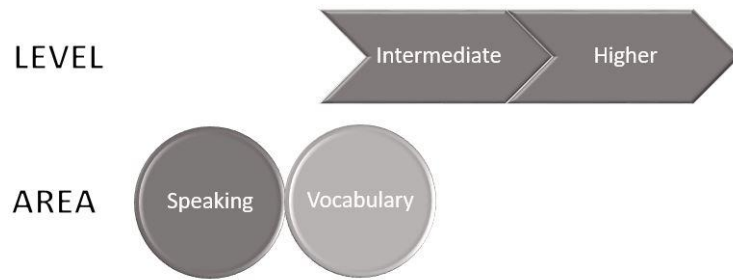 LEVEL
Intermediate
Higher
AREA
Speaking
Vocabulary